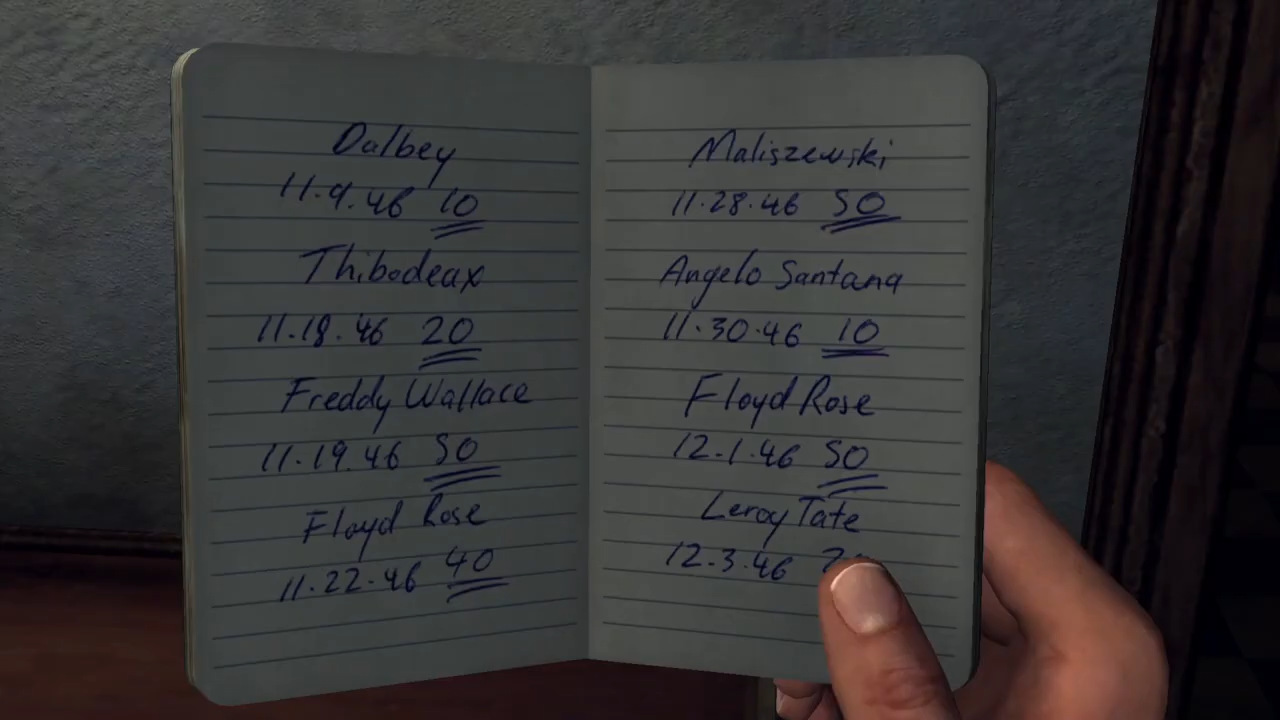 Dalbey
11.9.46 10
Thibodeax
11.18.46 20
Freddy Wallace
11.19.46 50
Floyd Rose
11.22.46 40
Maliszewski
11.28.46 50
Angelo Santana
11.30.46 10
Floyd Rose
12.1.46 50
Leroy Tate
12.3.46